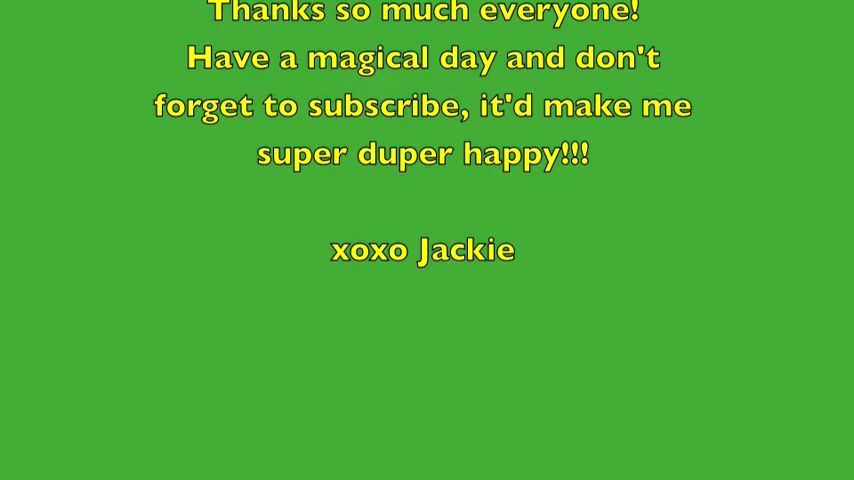 Thanks so much everyone!
Have a magical day and don't
forget to subscribe, it'd make me
super duper happy!!!
xoxo Jackie